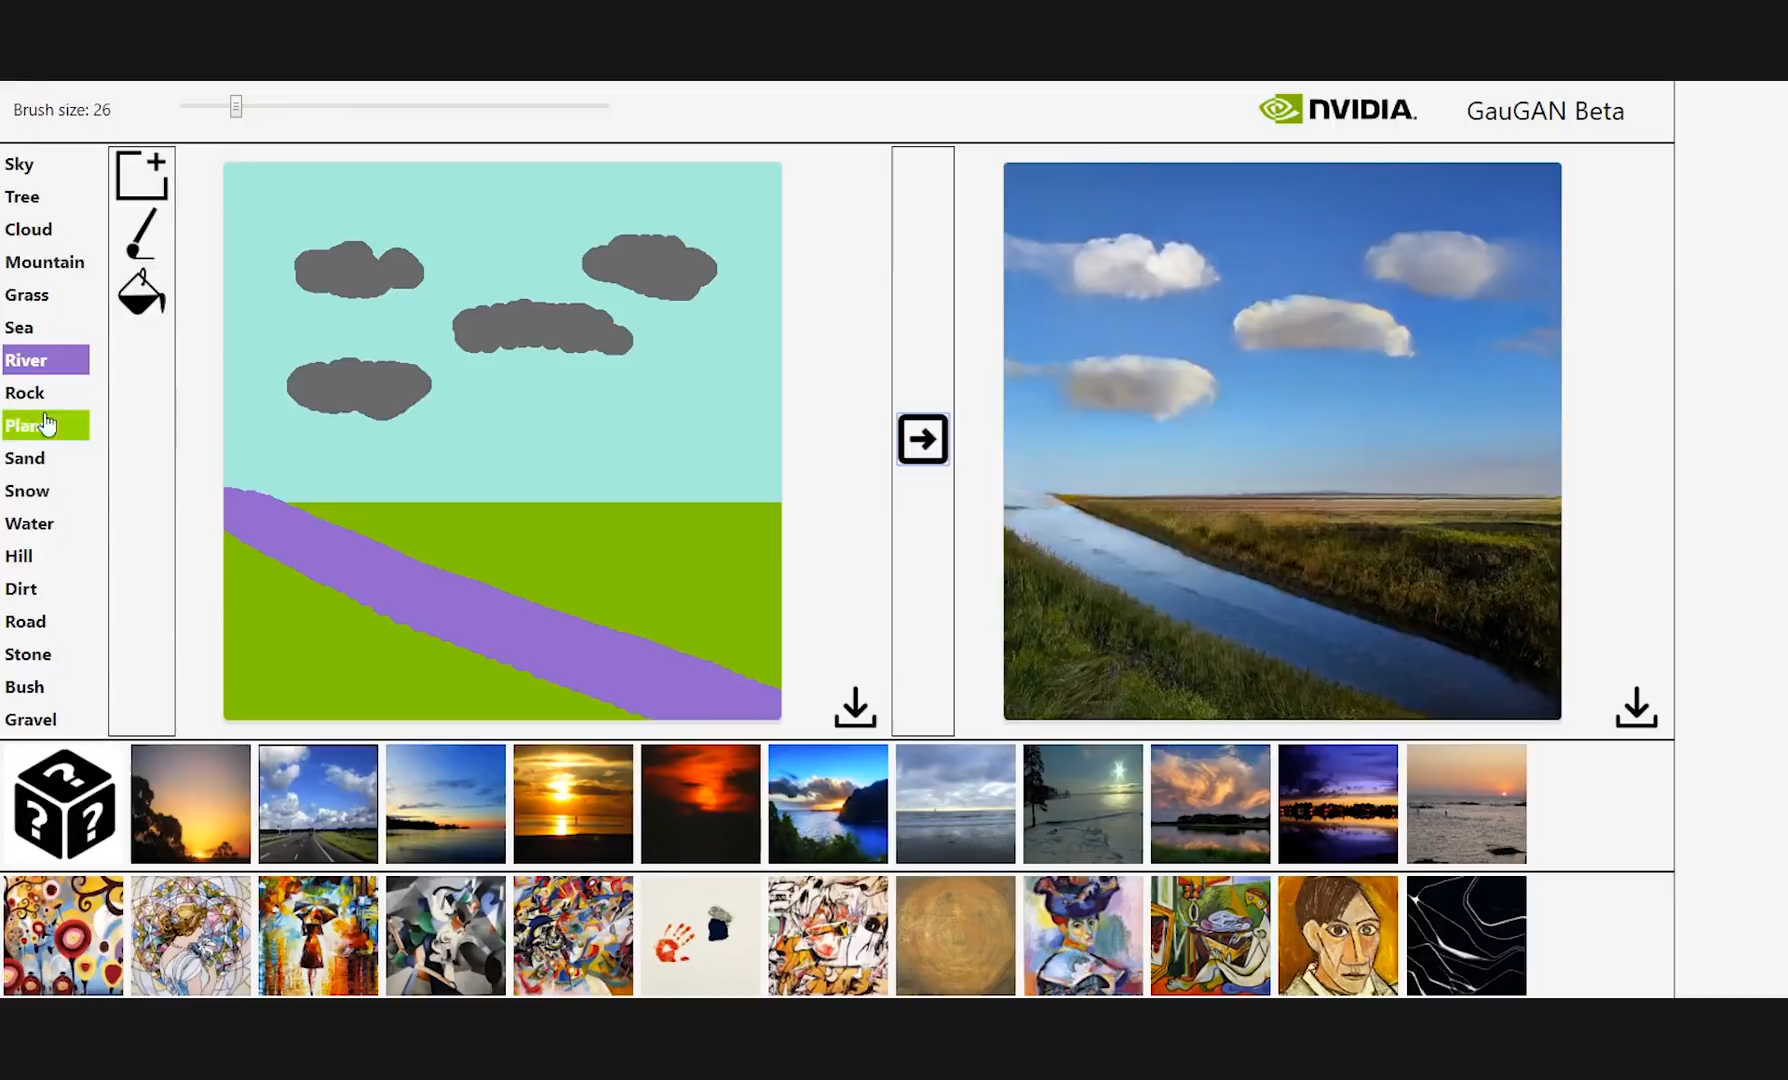 Brush size: 26
NVIDIA.
GauGAN Beta
Sky
Tree
Cloud
Mountain
Grass
Sea
River
Rock
Sand
Snow
Water
Hill
Dirt
Road
Stone
Bush
Gravel
? ? ?